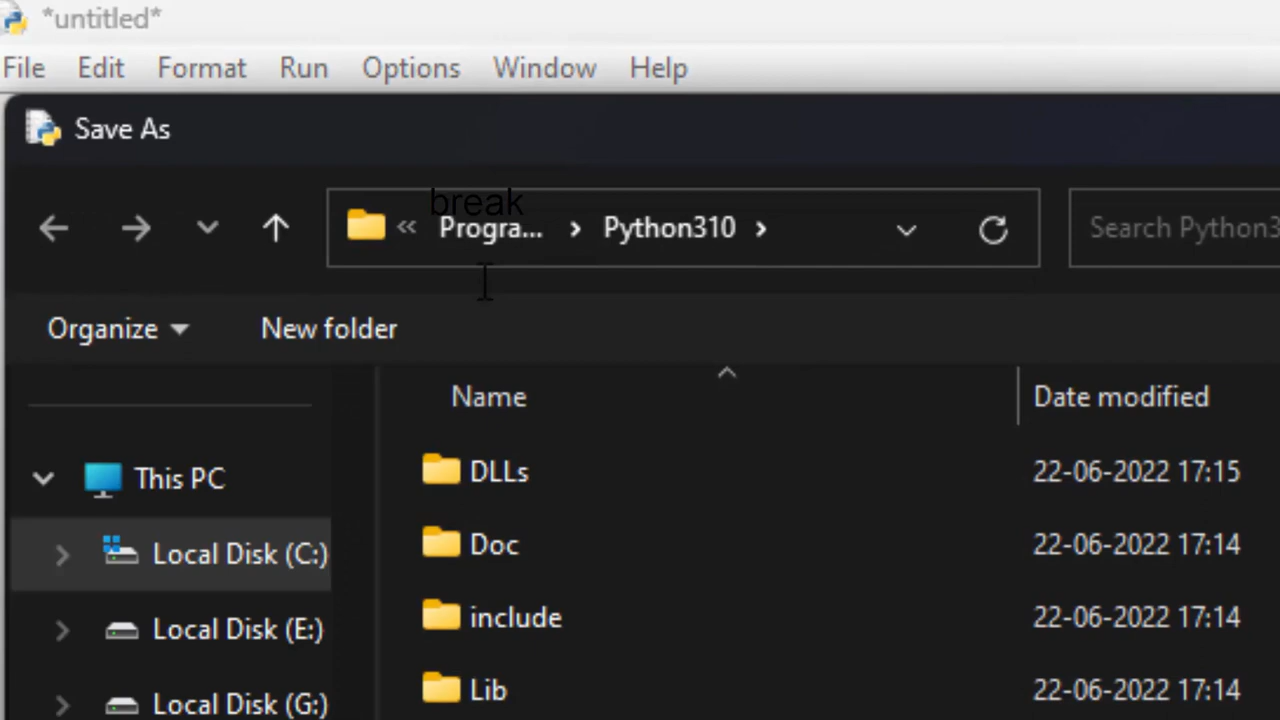 *untitled*
File Edit Format Run Options Window Help
Save As
break
« Progra... › Python310 ›
Search Python3
Organize New folder
Name Date modified
This PC
Local Disk (C:)
Local Disk (E:)
Local Disk (G:)
DLLs 22-06-2022 17:15
Doc 22-06-2022 17:14
include 22-06-2022 17:14
Lib 22-06-2022 17:14